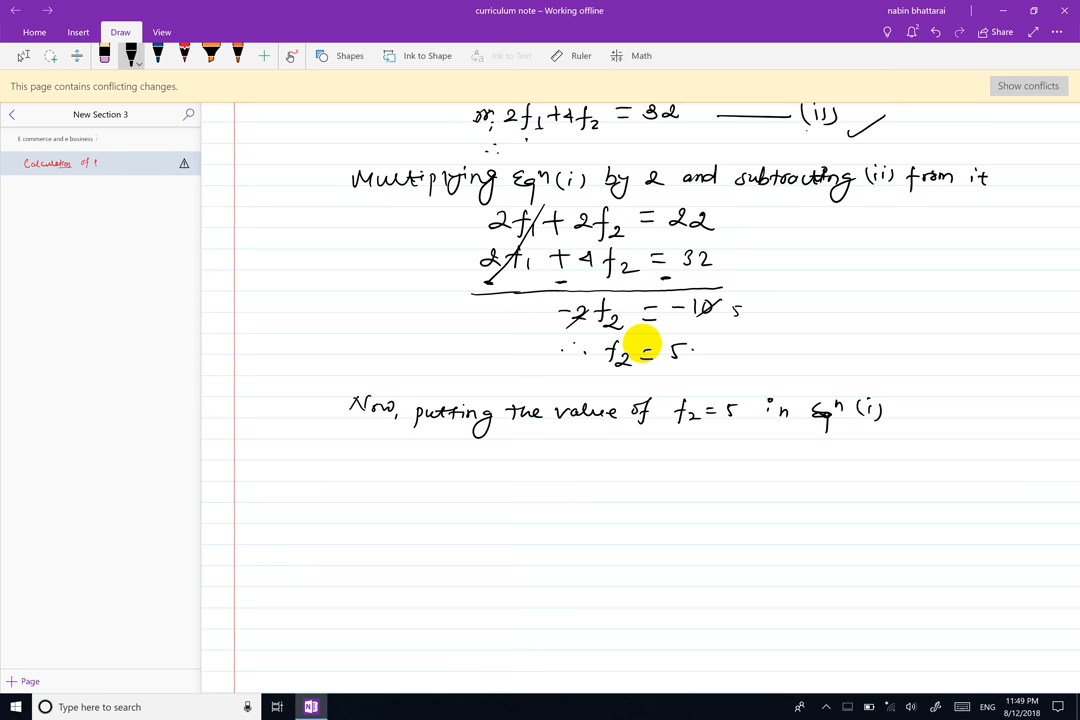 curriculum note – Working offline
nabin bhattarai
Home Insert Draw View
Share
Shapes Ink to Shape Ink to Text Ruler Math
This page contains conflicting changes.
Show conflicts
New Section 3
E commerce and e business
Calculation of f
or, 2f₁ + 4f₂ = 32 ——— (ii) ✓
∴
Multiplying Eqⁿ (i) by 2 and subtracting (ii) from it
2f₁ + 2f₂ = 22
2f₁ + 4f₂ = 32
- - -
-2f₂ = -10 5
∴ f₂ = 5.
Now, putting the value of f₂ = 5 in Eqⁿ (i)
+ Page
Type here to search
ENG
11:49 PM
8/12/2018